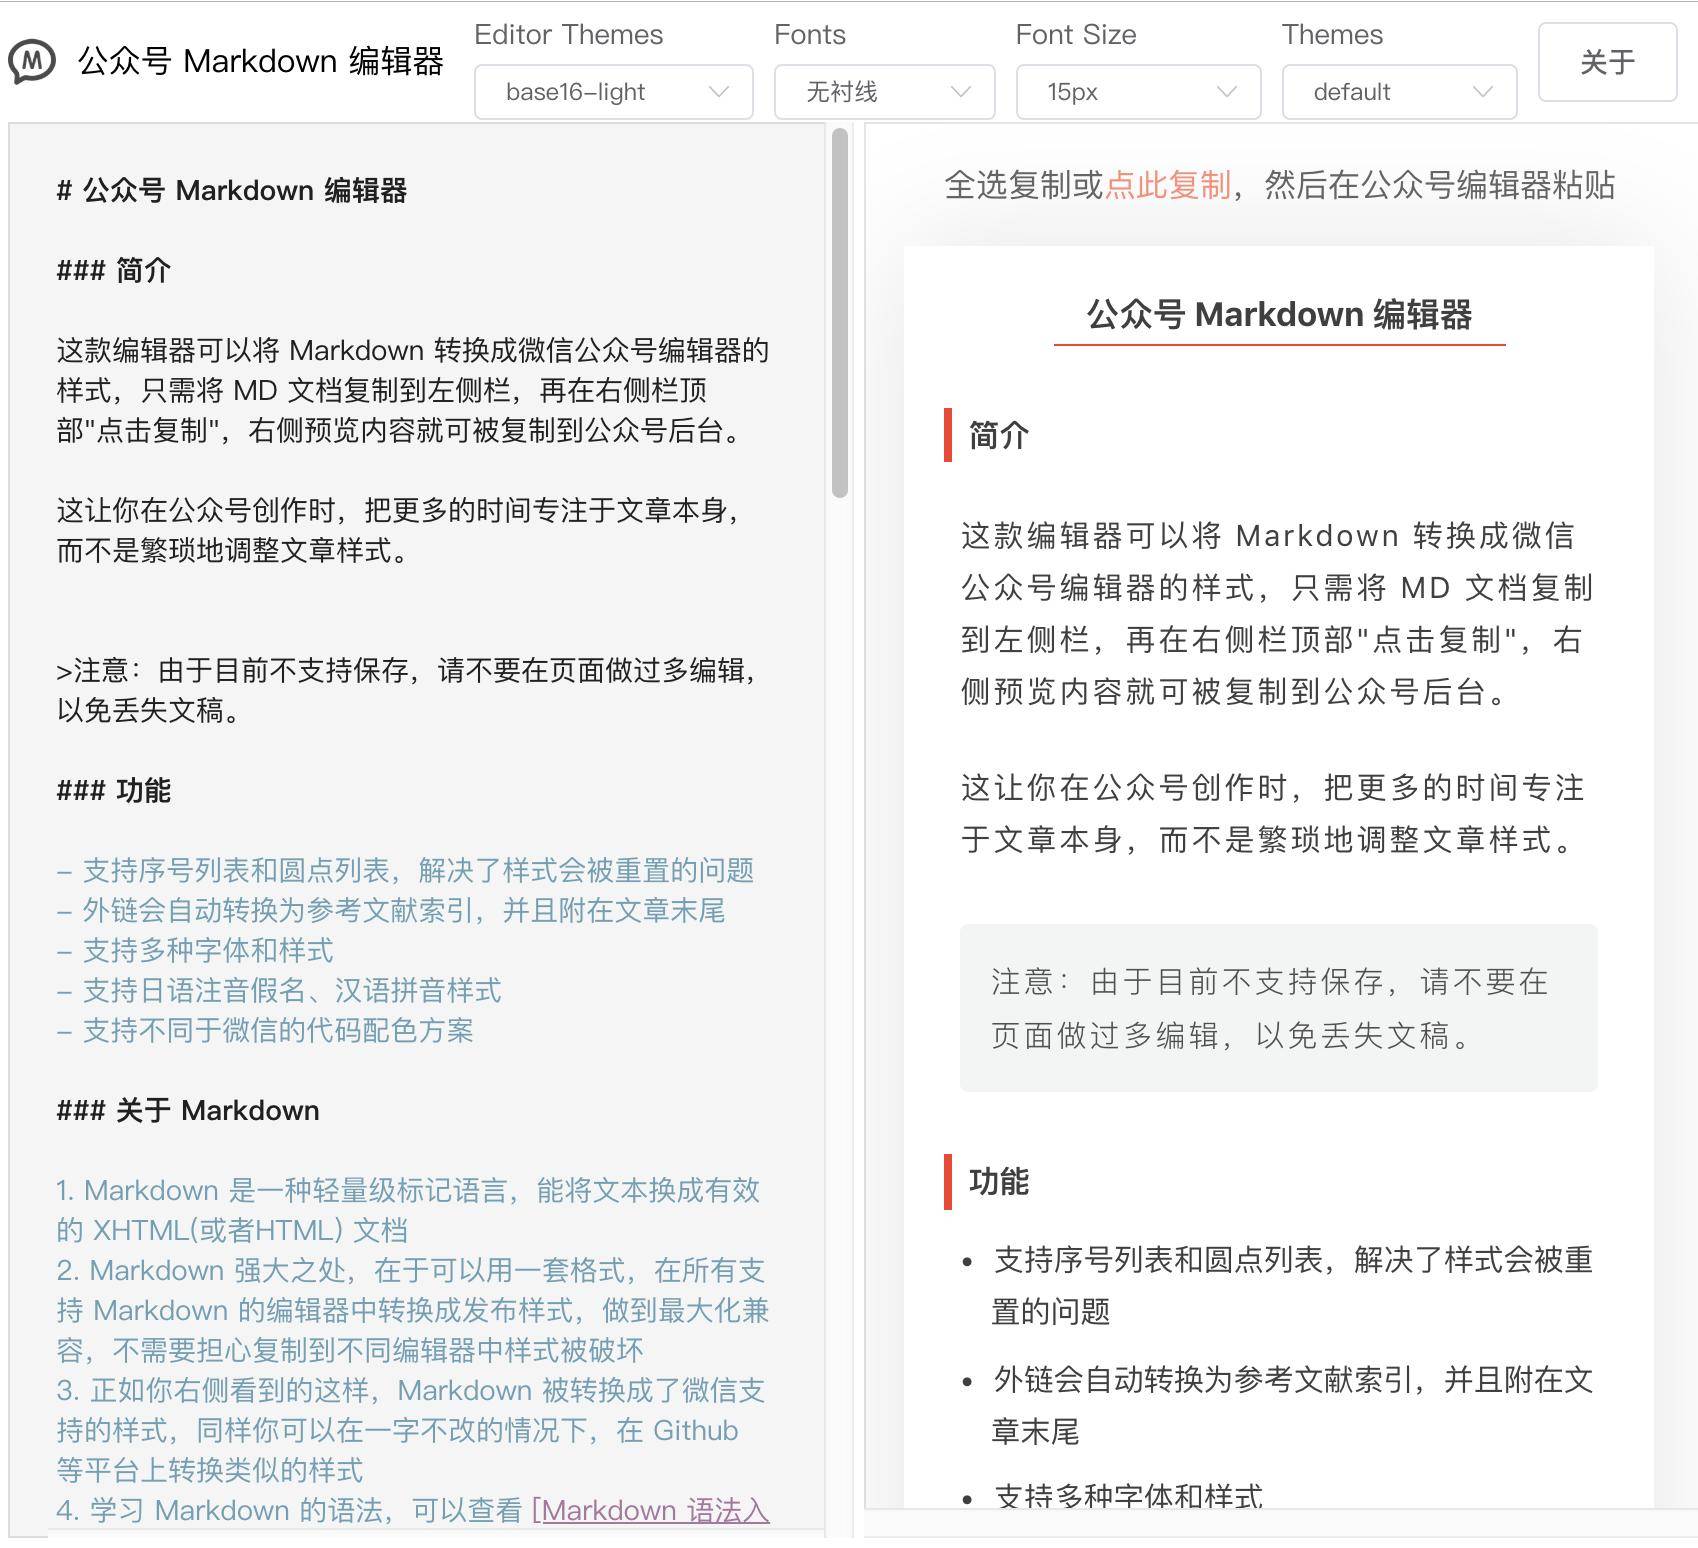 公众号 Markdown 编辑器
Editor Themes
base16-light
Fonts
无衬线
Font Size
15px
Themes
default
关于
# 公众号 Markdown 编辑器
### 简介
这款编辑器可以将 Markdown 转换成微信公众号编辑器的
样式，只需将 MD 文档复制到左侧栏，再在右侧栏顶
部"点击复制"，右侧预览内容就可被复制到公众号后台。
这让你在公众号创作时，把更多的时间专注于文章本身，
而不是繁琐地调整文章样式。
>注意：由于目前不支持保存，请不要在页面做过多编辑，
以免丢失文稿。
### 功能
- 支持序号列表和圆点列表，解决了样式会被重置的问题
- 外链会自动转换为参考文献索引，并且附在文章末尾
- 支持多种字体和样式
- 支持日语注音假名、汉语拼音样式
- 支持不同于微信的代码配色方案
### 关于 Markdown
1. Markdown 是一种轻量级标记语言，能将文本换成有效
的 XHTML(或者HTML) 文档
2. Markdown 强大之处，在于可以用一套格式，在所有支
持 Markdown 的编辑器中转换成发布样式，做到最大化兼
容，不需要担心复制到不同编辑器中样式被破坏
3. 正如你右侧看到的这样，Markdown 被转换成了微信支
持的样式，同样你可以在一字不改的情况下，在 Github
等平台上转换类似的样式
4. 学习 Markdown 的语法，可以查看 [Markdown 语法入
全选复制或点此复制，然后在公众号编辑器粘贴
公众号 Markdown 编辑器
简介
这款编辑器可以将 Markdown 转换成微信
公众号编辑器的样式，只需将 MD 文档复制
到左侧栏，再在右侧栏顶部"点击复制"，右
侧预览内容就可被复制到公众号后台。
这让你在公众号创作时，把更多的时间专注
于文章本身，而不是繁琐地调整文章样式。
注意：由于目前不支持保存，请不要在
页面做过多编辑，以免丢失文稿。
功能
• 支持序号列表和圆点列表，解决了样式会被重
置的问题
• 外链会自动转换为参考文献索引，并且附在文
章末尾
• 支持多种字体和样式